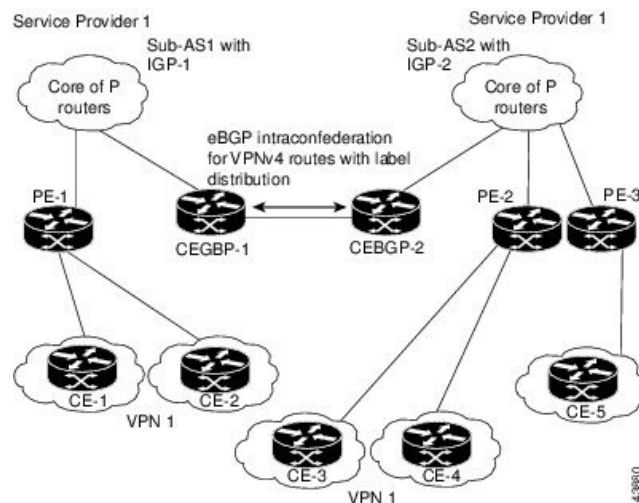 Service Provider 1
Service Provider 1
Sub-AS1 with
IGP-1
Sub-AS2 with
IGP-2
Core of P
routers
Core of P
routers
eBGP intraconfederation
for VPNv4 routes with label
distribution
PE-1
PE-2
PE-3
CEGBP-1
CEBGP-2
CE-1
CE-2
CE-5
VPN 1
CE-3
CE-4
VPN 1
43880